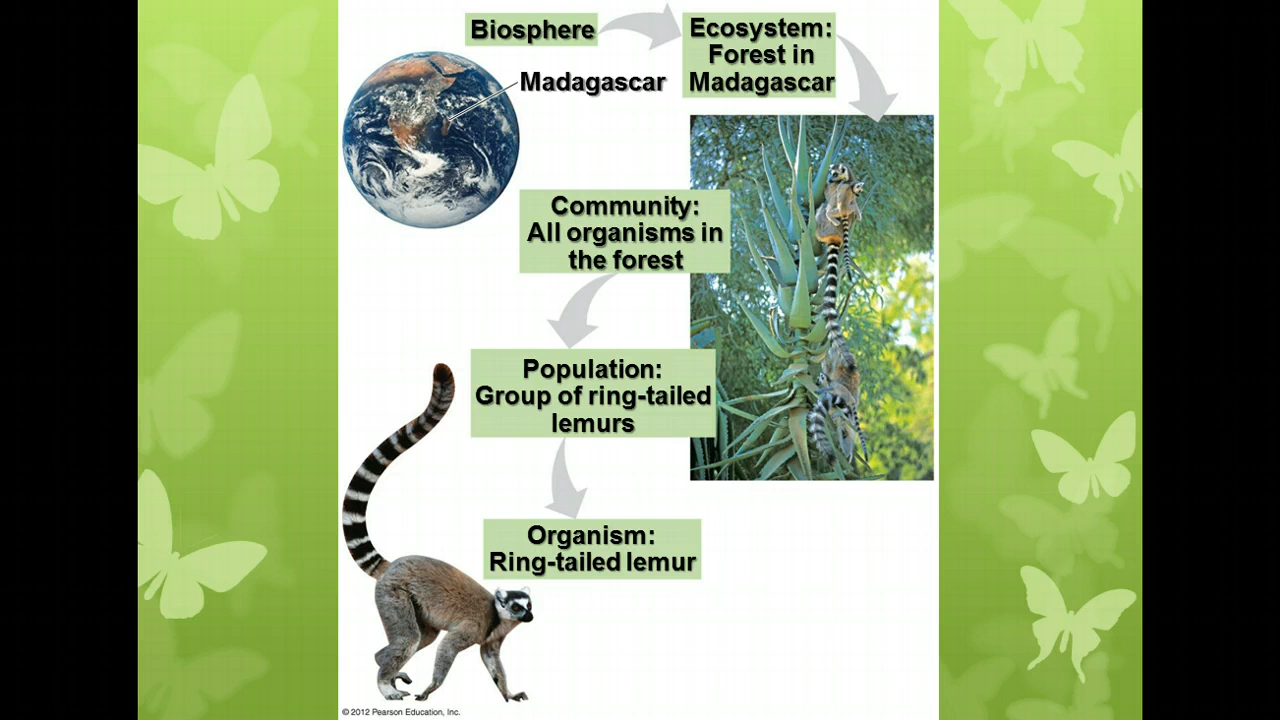 Biosphere
Madagascar
Ecosystem:
Forest in
Madagascar
Community:
All organisms in
the forest
Population:
Group of ring-tailed
lemurs
Organism:
Ring-tailed lemur
© 2012 Pearson Education, Inc.